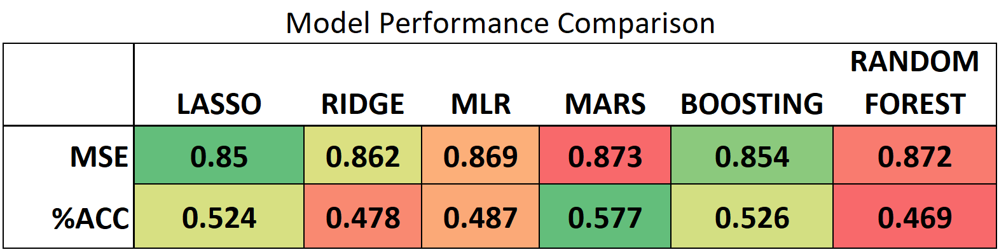 Model Performance Comparison
LASSO RIDGE MLR MARS BOOSTING RANDOM FOREST
MSE 0.85 0.862 0.869 0.873 0.854 0.872
%ACC 0.524 0.478 0.487 0.577 0.526 0.469